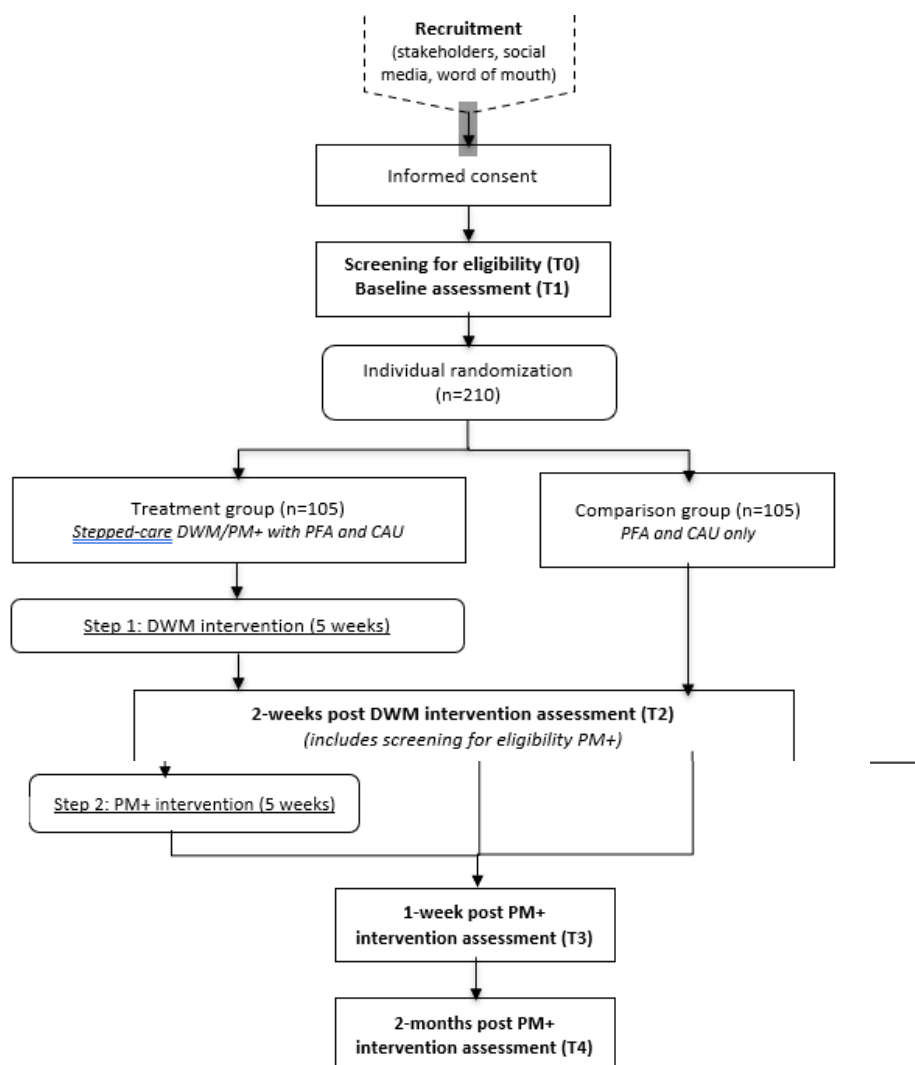 Recruitment
(stakeholders, social
media, word of mouth)
Informed consent
Screening for eligibility (T0)
Baseline assessment (T1)
Individual randomization
(n=210)
Treatment group (n=105)
Stepped-care DWM/PM+ with PFA and CAU
Comparison group (n=105)
PFA and CAU only
Step 1: DWM intervention (5 weeks)
2-weeks post DWM intervention assessment (T2)
(includes screening for eligibility PM+)
Step 2: PM+ intervention (5 weeks)
1-week post PM+
intervention assessment (T3)
2-months post PM+
intervention assessment (T4)